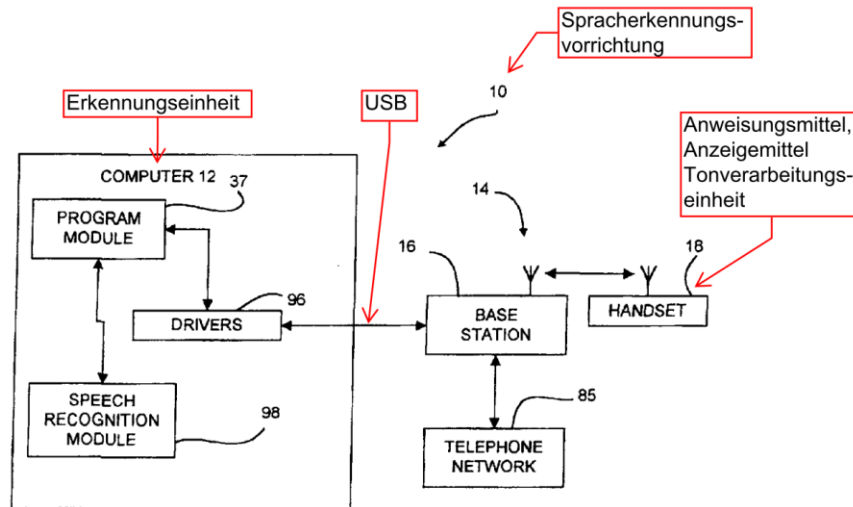 Spracherkennungs-
vorrichtung
Erkennungseinheit
USB
10
Anweisungsmittel,
Anzeigemittel
Tonverarbeitungs-
einheit
COMPUTER 12
37
PROGRAM
MODULE
14
16
18
96
DRIVERS
BASE
STATION
HANDSET
SPEECH
RECOGNITION
MODULE
98
85
TELEPHONE
NETWORK